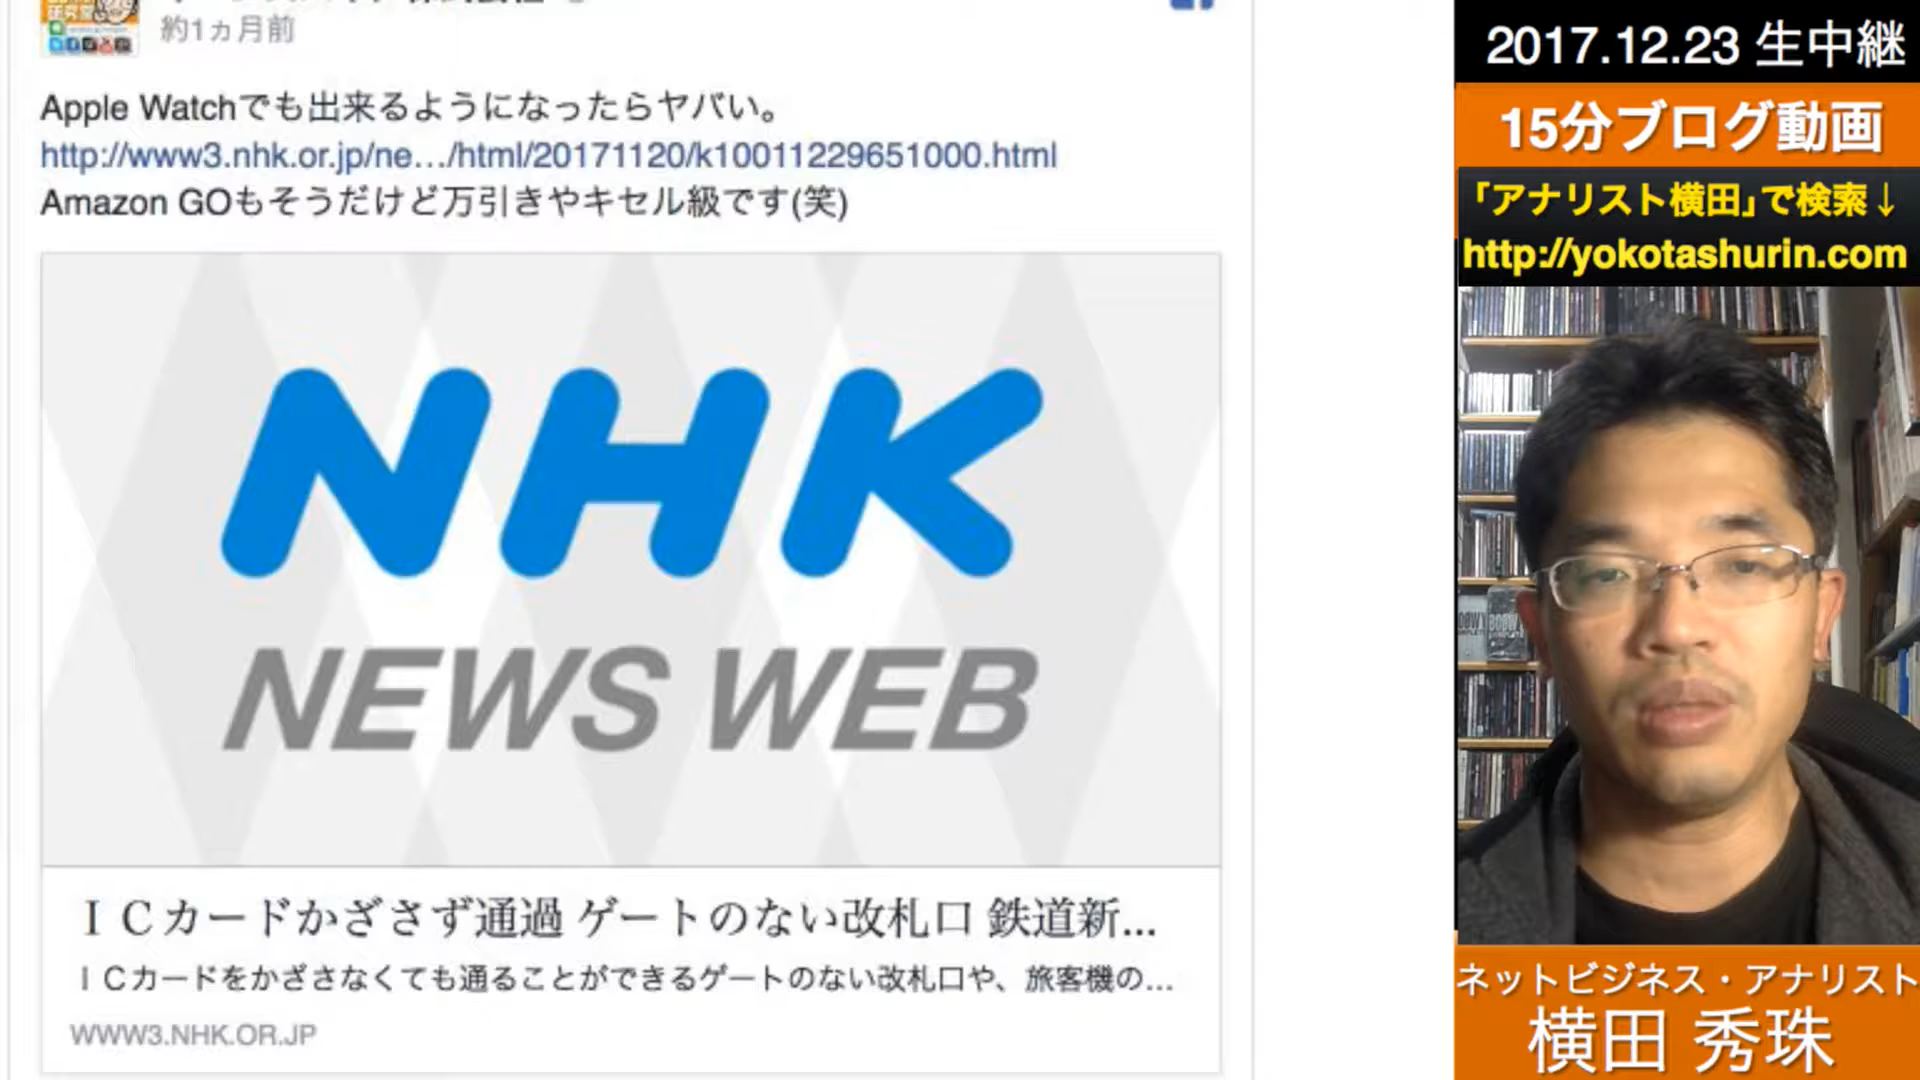 約1ヵ月前
Apple Watchでも出来るようになったらヤバい。
http://www3.nhk.or.jp/ne…/html/20171120/k10011229651000.html
Amazon GOもそうだけど万引きやキセル級です(笑)
NHK
NEWS WEB
ＩＣカードかざさず通過 ゲートのない改札口 鉄道新...
ＩＣカードをかざさなくても通ることができるゲートのない改札口や、旅客機の...
WWW3.NHK.OR.JP
2017.12.23 生中継
15分ブログ動画
「アナリスト横田」で検索↓
http://yokotashurin.com
ネットビジネス・アナリスト
横田 秀珠